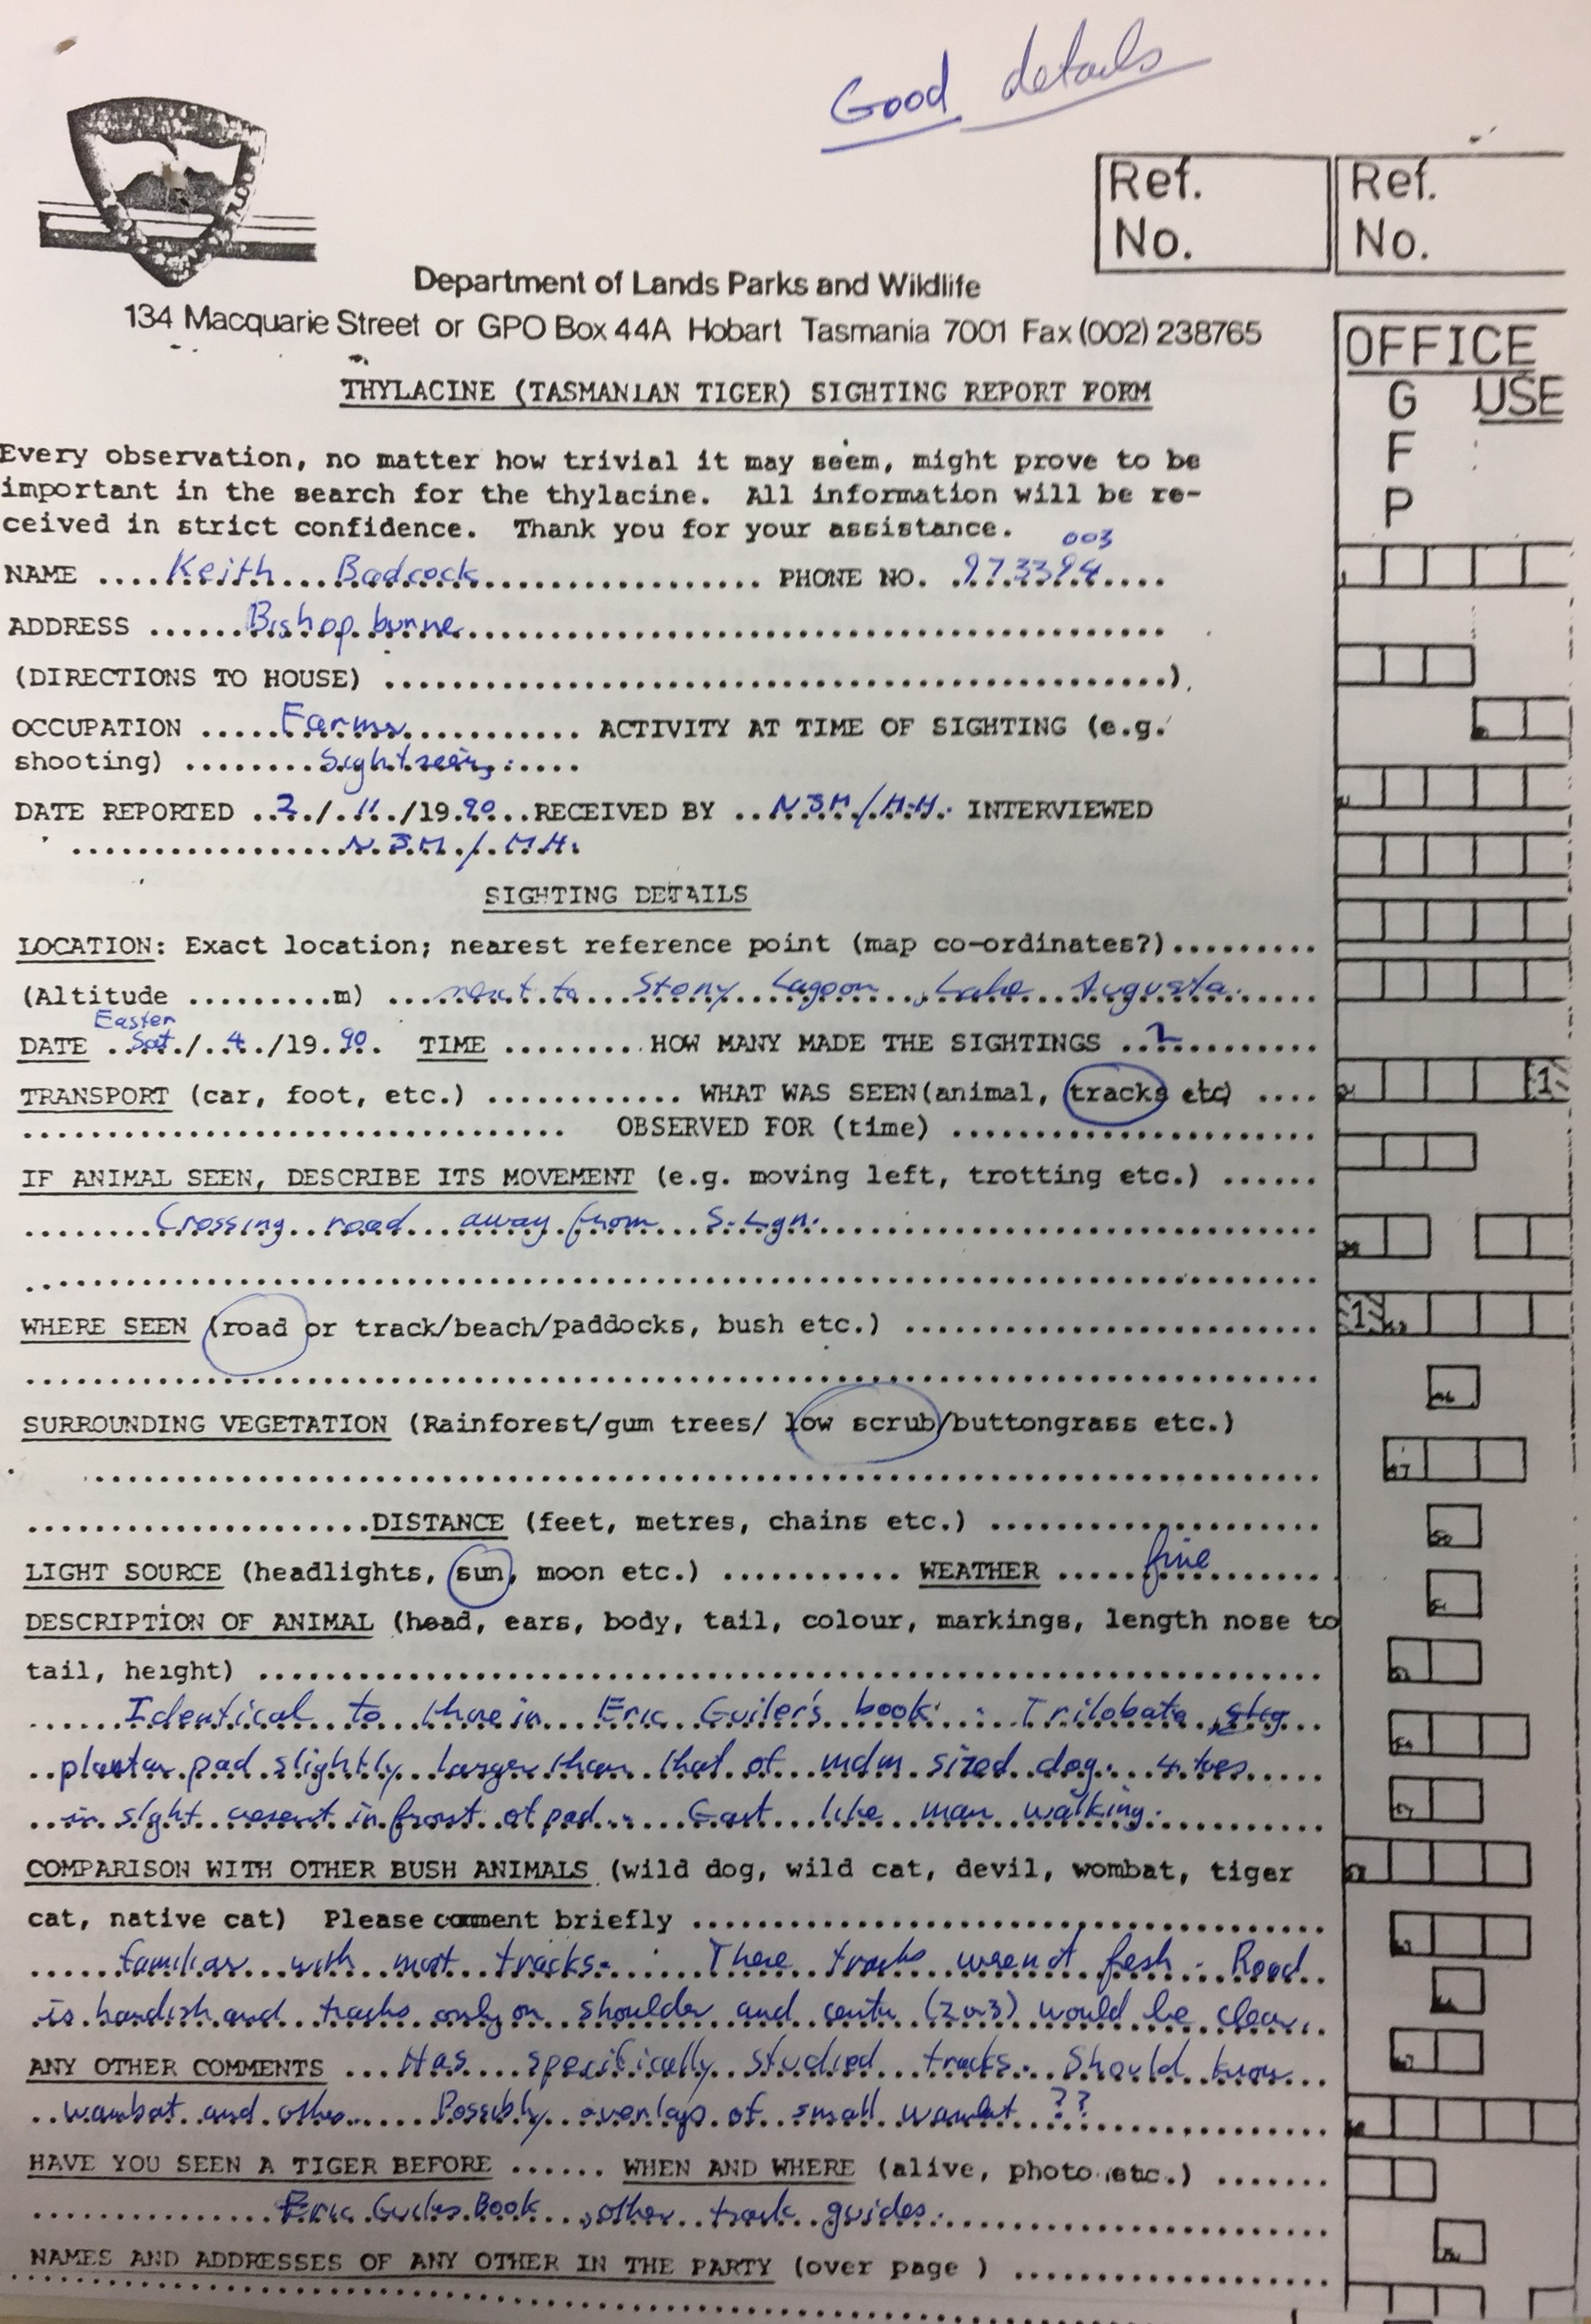 Good details
Ref. No.
Ref. No.
Department of Lands Parks and Wildlife
134 Macquarie Street or GPO Box 44A Hobart Tasmania 7001 Fax (002) 238765
OFFICE USE
G
F
P
THYLACINE (TASMANIAN TIGER) SIGHTING REPORT FORM
Every observation, no matter how trivial it may seem, might prove to be
important in the search for the thylacine. All information will be re-
ceived in strict confidence. Thank you for your assistance.
003
NAME .... Keith Badcock .... PHONE NO. 973394 ....
ADDRESS ...... Bishopbunne ......
(DIRECTIONS TO HOUSE) ......).
OCCUPATION ..... Farmer ..... ACTIVITY AT TIME OF SIGHTING (e.g.
shooting) ........ Sightseeing .....
DATE REPORTED 2/11/1990...RECEIVED BY .. N.J.M/M.H. INTERVIEWED
N.J.M./M.H.
SIGHTING DETAILS
LOCATION: Exact location; nearest reference point (map co-ordinates?).........
(Altitude .........m) .... next to Stony Lagoon, Lake Augusta.
Easter
DATE Sat/4/1990. TIME ......... HOW MANY MADE THE SIGHTINGS ..2..........
TRANSPORT (car, foot, etc.) ............ WHAT WAS SEEN (animal, tracks etc) .... 1
OBSERVED FOR (time) ......................
IF ANIMAL SEEN, DESCRIBE ITS MOVEMENT (e.g. moving left, trotting etc.) ......
Crossing road away from S. Lgn.
WHERE SEEN (road or track/beach/paddocks, bush etc.) .............. 1
SURROUNDING VEGETATION (Rainforest/gum trees/ low scrub/buttongrass etc.)
DISTANCE (feet, metres, chains etc.) ......................
LIGHT SOURCE (headlights, sun, moon etc.) ........... WEATHER ..... fine
DESCRIPTION OF ANIMAL (head, ears, body, tail, colour, markings, length nose to
tail, height) ..............
Identical to those in Eric Guiler's book. Trilobate
plantar pad slightly larger than that of mdm sized dog. 4 toes
in slght cresent in front of pad. Gait like man walking.
COMPARISON WITH OTHER BUSH ANIMALS (wild dog, wild cat, devil, wombat, tiger
cat, native cat) Please comment briefly ..............
familiar with most tracks. These tracks weren't fresh. Road
is hardish and tracks only on shoulder and centre (2 or 3) would be clear.
ANY OTHER COMMENTS ... Has specifically studied tracks. Should know
wombat and others. Possibly overlaps of small wombat ??
HAVE YOU SEEN A TIGER BEFORE ...... WHEN AND WHERE (alive, photo etc.) .......
Eric Guilers Book, other track guides.
NAMES AND ADDRESSES OF ANY OTHER IN THE PARTY (over page ) ..............